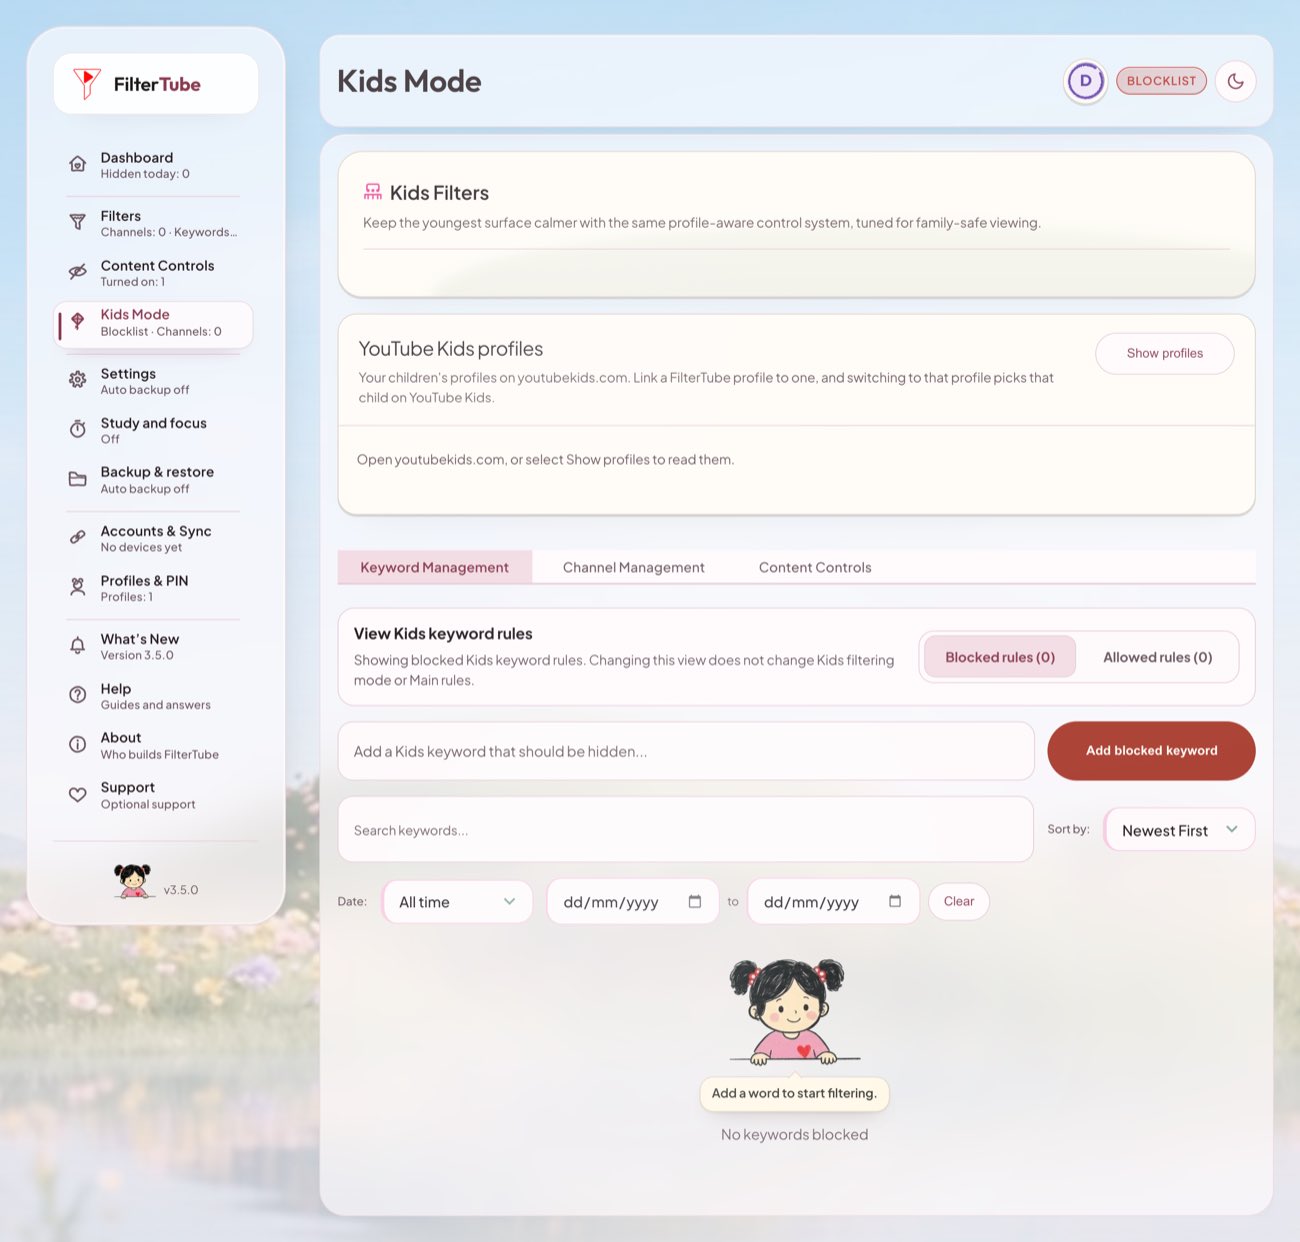 FilterTube
Dashboard
Hidden today: 0
Filters
Channels: 0 · Keywords...
Content Controls
Turned on: 1
Kids Mode
Blocklist · Channels: 0
Settings
Auto backup off
Study and focus
Off
Backup & restore
Auto backup off
Accounts & Sync
No devices yet
Profiles & PIN
Profiles: 1
What's New
Version 3.5.0
Help
Guides and answers
About
Who builds FilterTube
Support
Optional support
v3.5.0
Kids Mode
D
BLOCKLIST
Kids Filters
Keep the youngest surface calmer with the same profile-aware control system, tuned for family-safe viewing.
YouTube Kids profiles
Show profiles
Your children's profiles on youtubekids.com. Link a FilterTube profile to one, and switching to that profile picks that
child on YouTube Kids.
Open youtubekids.com, or select Show profiles to read them.
Keyword Management
Channel Management
Content Controls
View Kids keyword rules
Showing blocked Kids keyword rules. Changing this view does not change Kids filtering
mode or Main rules.
Blocked rules (0)
Allowed rules (0)
Add a Kids keyword that should be hidden...
Add blocked keyword
Search keywords...
Sort by:
Newest First
Date:
All time
dd/mm/yyyy
to
dd/mm/yyyy
Clear
Add a word to start filtering.
No keywords blocked